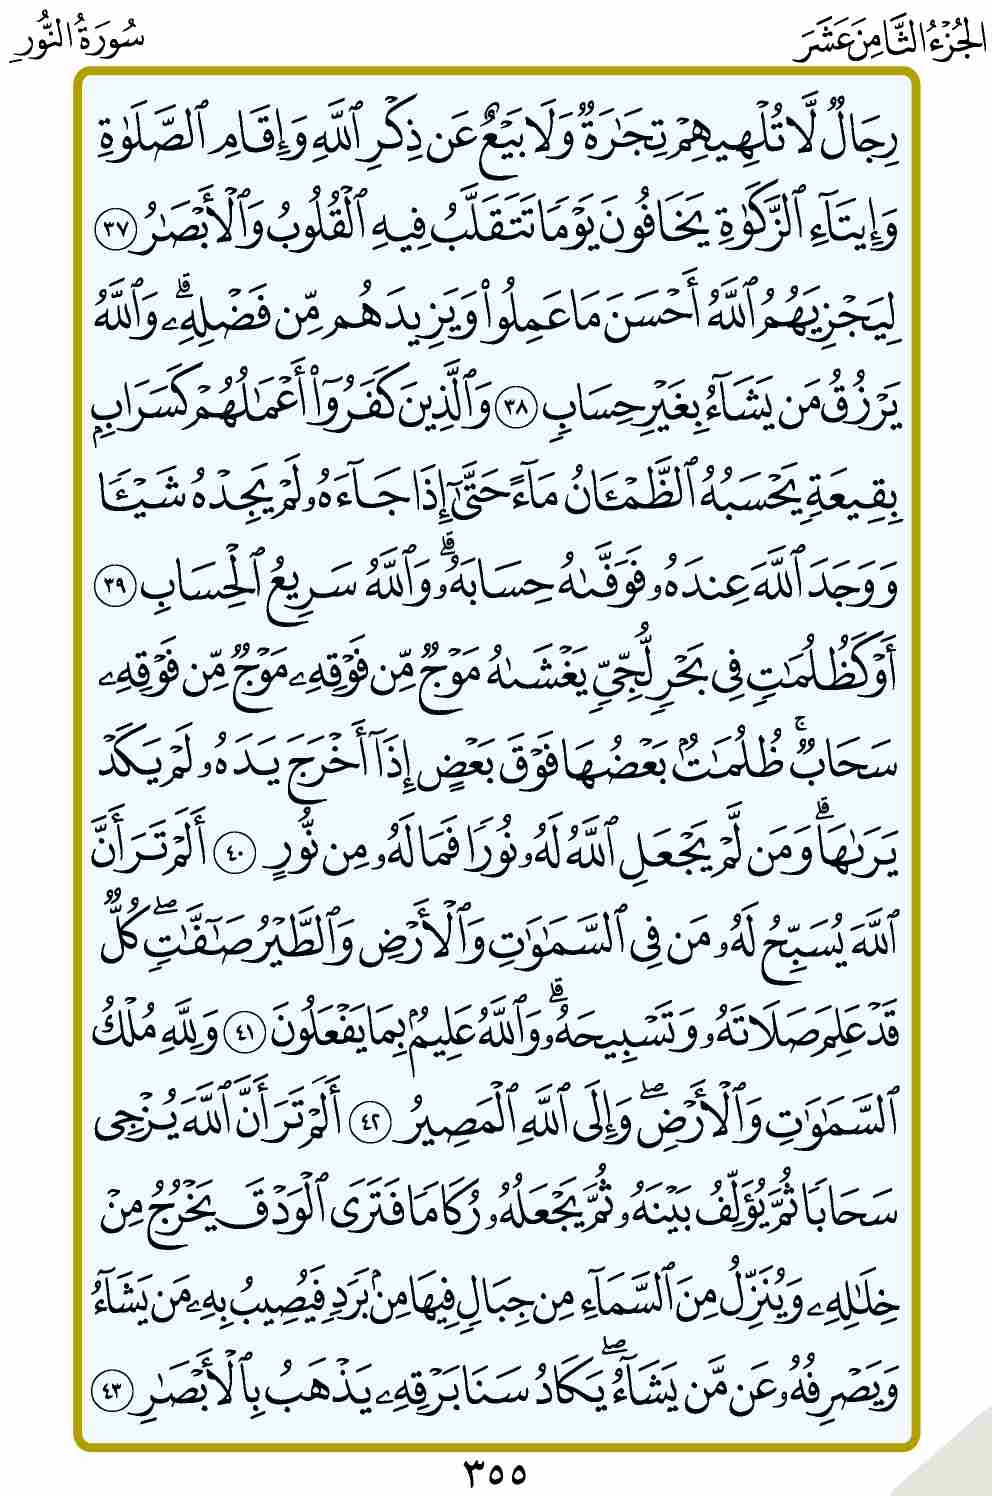 الجُزْءُ الثَّامِنَ عَشَرَ
سُورَةُ النُّورِ
رِجَالٌ لَّا تُلْهِيهِمْ تِجَٰرَةٌ وَلَا بَيْعٌ عَن ذِكْرِ ٱللَّهِ وَإِقَامِ ٱلصَّلَوٰةِ
وَإِيتَآءِ ٱلزَّكَوٰةِ يَخَافُونَ يَوْمًا تَتَقَلَّبُ فِيهِ ٱلْقُلُوبُ وَٱلْأَبْصَٰرُ ٣٧
لِيَجْزِيَهُمُ ٱللَّهُ أَحْسَنَ مَا عَمِلُوا۟ وَيَزِيدَهُم مِّن فَضْلِهِۦ ۗ وَٱللَّهُ
يَرْزُقُ مَن يَشَآءُ بِغَيْرِ حِسَابٍ ٣٨ وَٱلَّذِينَ كَفَرُوٓا۟ أَعْمَٰلُهُمْ كَسَرَابٍۭ
بِقِيعَةٍ يَحْسَبُهُ ٱلظَّمْـَٔانُ مَآءً حَتَّىٰٓ إِذَا جَآءَهُۥ لَمْ يَجِدْهُ شَيْـًٔا
وَوَجَدَ ٱللَّهَ عِندَهُۥ فَوَفَّىٰهُ حِسَابَهُۥ ۗ وَٱللَّهُ سَرِيعُ ٱلْحِسَابِ ٣٩
أَوْ كَظُلُمَٰتٍ فِى بَحْرٍ لُّجِّىٍّ يَغْشَىٰهُ مَوْجٌ مِّن فَوْقِهِۦ مَوْجٌ مِّن فَوْقِهِۦ
سَحَابٌ ۚ ظُلُمَٰتٌۢ بَعْضُهَا فَوْقَ بَعْضٍ إِذَآ أَخْرَجَ يَدَهُۥ لَمْ يَكَدْ
يَرَىٰهَا ۗ وَمَن لَّمْ يَجْعَلِ ٱللَّهُ لَهُۥ نُورًا فَمَا لَهُۥ مِن نُّورٍ ٤٠ أَلَمْ تَرَ أَنَّ
ٱللَّهَ يُسَبِّحُ لَهُۥ مَن فِى ٱلسَّمَٰوَٰتِ وَٱلْأَرْضِ وَٱلطَّيْرُ صَٰٓفَّٰتٍ ۖ كُلٌّ
قَدْ عَلِمَ صَلَاتَهُۥ وَتَسْبِيحَهُۥ ۗ وَٱللَّهُ عَلِيمٌۢ بِمَا يَفْعَلُونَ ٤١ وَلِلَّهِ مُلْكُ
ٱلسَّمَٰوَٰتِ وَٱلْأَرْضِ ۖ وَإِلَى ٱللَّهِ ٱلْمَصِيرُ ٤٢ أَلَمْ تَرَ أَنَّ ٱللَّهَ يُزْجِى
سَحَابًا ثُمَّ يُؤَلِّفُ بَيْنَهُۥ ثُمَّ يَجْعَلُهُۥ رُكَامًا فَتَرَى ٱلْوَدْقَ يَخْرُجُ مِنْ
خِلَٰلِهِۦ وَيُنَزِّلُ مِنَ ٱلسَّمَآءِ مِن جِبَالٍ فِيهَا مِنۢ بَرَدٍ فَيُصِيبُ بِهِۦ مَن يَشَآءُ
وَيَصْرِفُهُۥ عَن مَّن يَشَآءُ ۖ يَكَادُ سَنَا بَرْقِهِۦ يَذْهَبُ بِٱلْأَبْصَٰرِ ٤٣
٣٥٥